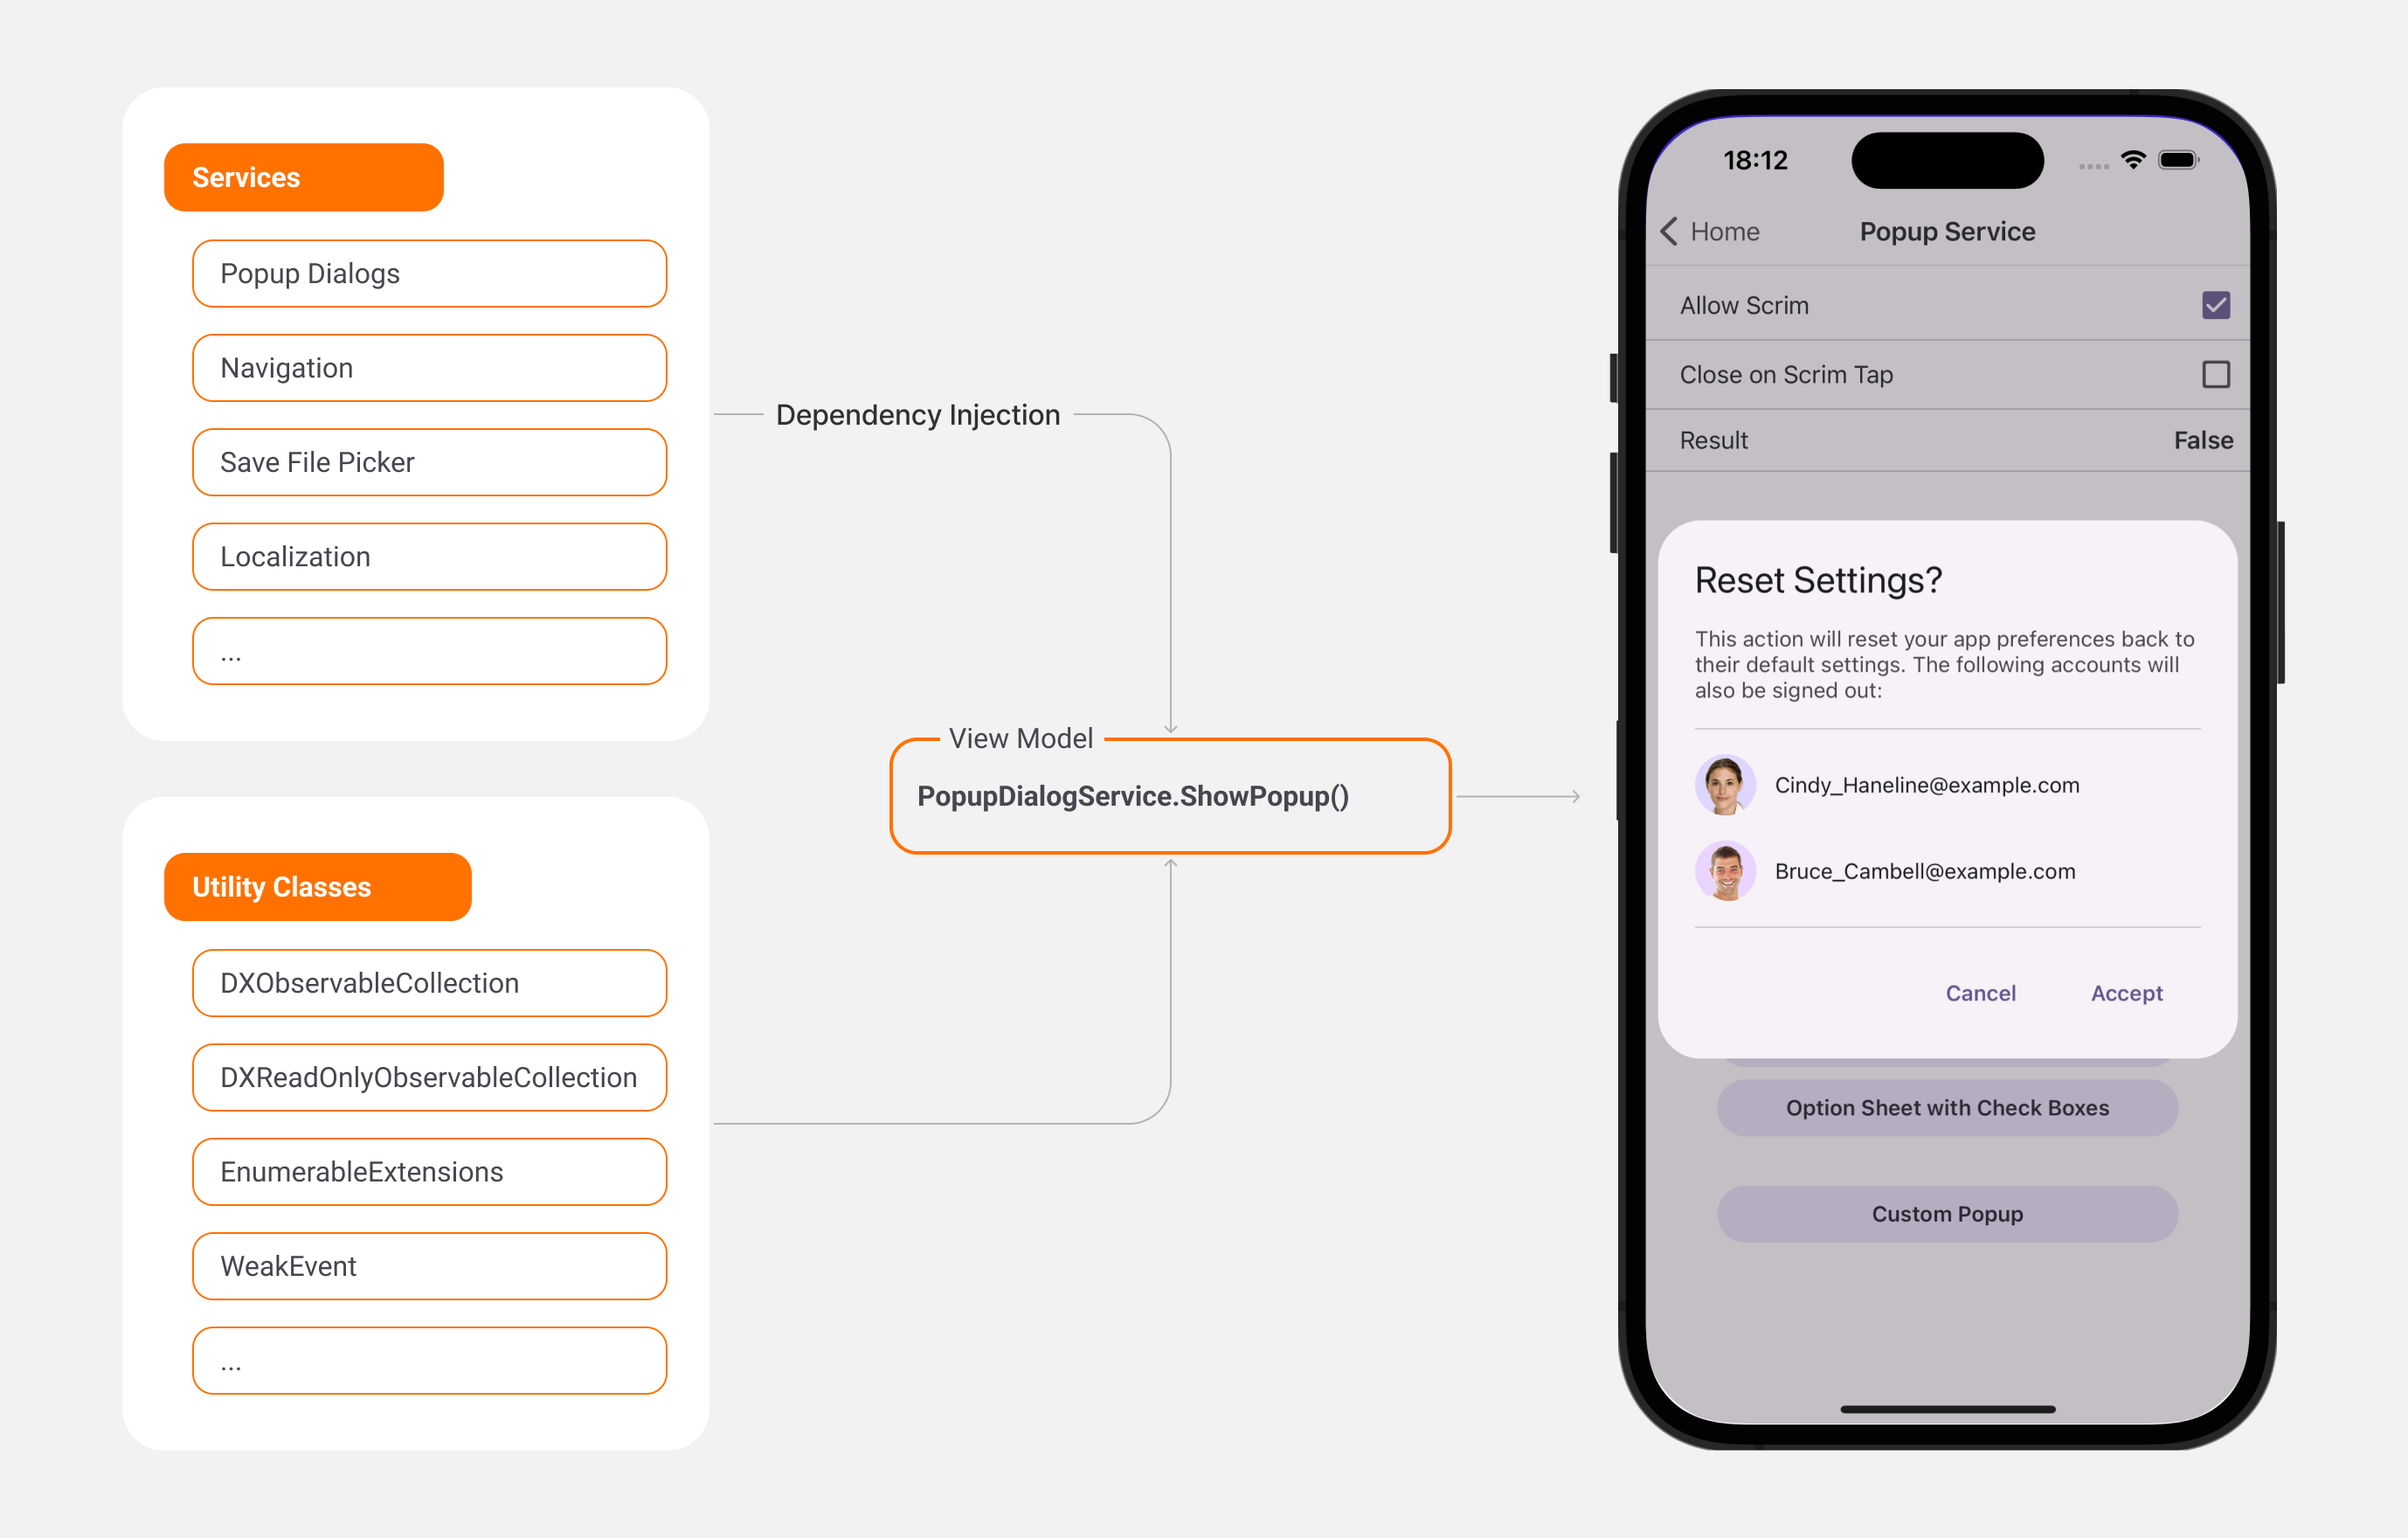 Services
Popup Dialogs
Navigation
Save File Picker
Localization
...
Utility Classes
DXObservableCollection
DXReadOnlyObservableCollection
EnumerableExtensions
WeakEvent
...
Dependency Injection
View Model
PopupDialogService.ShowPopup()
18:12
Home
Popup Service
Allow Scrim
Close on Scrim Tap
Result
False
Reset Settings?
This action will reset your app preferences back to
their default settings. The following accounts will
also be signed out:
Cindy_Haneline@example.com
Bruce_Cambell@example.com
Cancel
Accept
Option Sheet with Check Boxes
Custom Popup